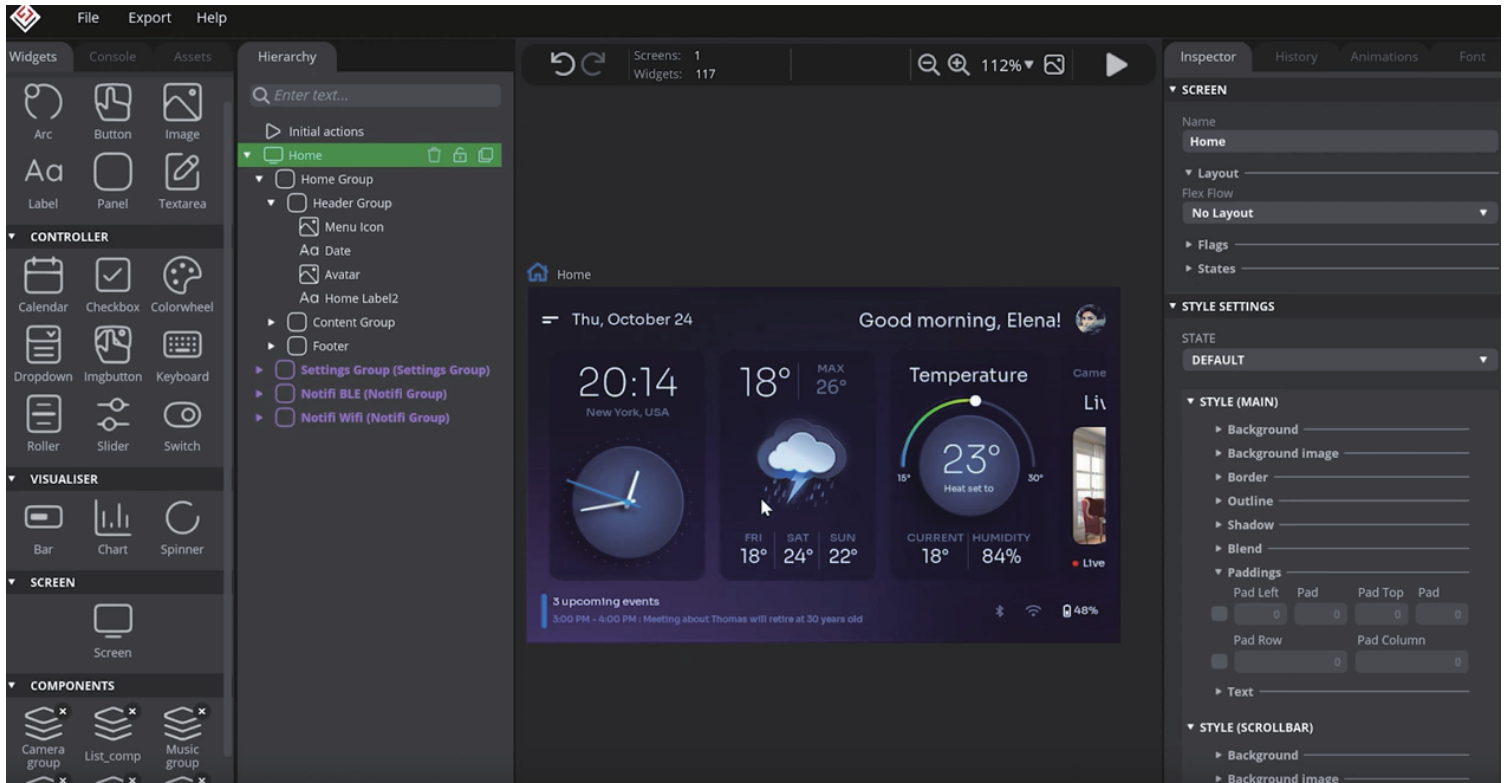 File Export Help
Widgets Console Assets
Arc Button Image
Label Panel Textarea
CONTROLLER
Calendar Checkbox Colorwheel
Dropdown Imgbutton Keyboard
Roller Slider Switch
VISUALISER
Bar Chart Spinner
SCREEN
Screen
COMPONENTS
Camera group List_comp Music group
Hierarchy
Enter text...
Initial actions
Home
Home Group
Header Group
Menu Icon
Aa Date
Avatar
Aa Home Label2
Content Group
Footer
Settings Group (Settings Group)
Notifi BLE (Notifi Group)
Notifi Wifi (Notifi Group)
Screens: 1
Widgets: 117
112%
Home
Thu, October 24 Good morning, Elena!
20:14
New York, USA
18° MAX 26°
FRI SAT SUN
18° 24° 22°
Temperature
23°
Heat set to
15° 30°
CURRENT HUMIDITY
18° 84%
Came
Liv
Live
3 upcoming events
3:00 PM - 4:00 PM : Meeting about Thomas will retire at 30 years old
48%
Inspector History Animations Font
SCREEN
Name
Home
Layout
Flex Flow
No Layout
Flags
States
STYLE SETTINGS
STATE
DEFAULT
STYLE (MAIN)
Background
Background image
Border
Outline
Shadow
Blend
Paddings
Pad Left Pad Pad Top Pad
0 0 0 0
Pad Row Pad Column
0 0
Text
STYLE (SCROLLBAR)
Background
Background image